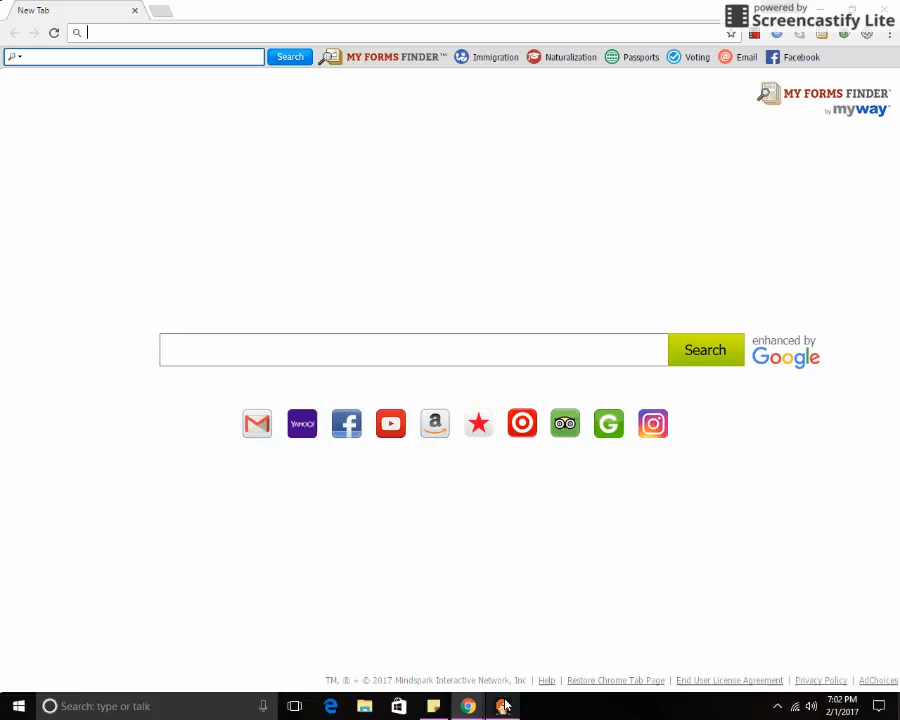 powered by
Screencastify Lite
New Tab
Search
MY FORMS FINDER™
Immigration
Naturalization
Passports
Voting
Email
Facebook
MY FORMS FINDER
by myway
Search
enhanced by
Google
YAHOO!
a
G
TM, ® + © 2017 Mindspark Interactive Network, Inc
Help
Restore Chrome Tab Page
End User License Agreement
Privacy Policy
AdChoices
Search: type or talk
7:02 PM
2/1/2017